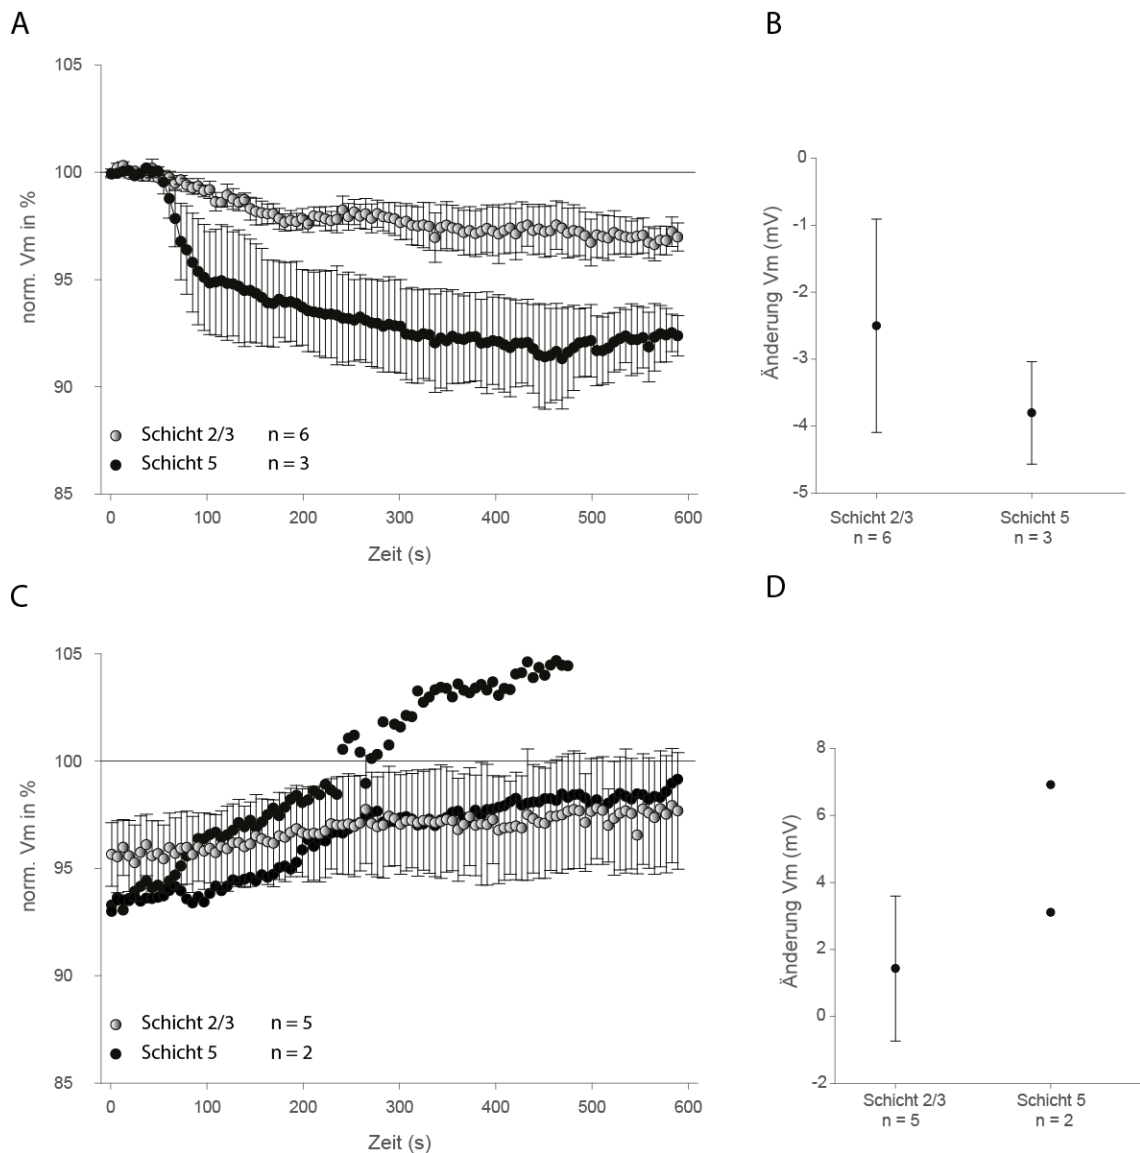 A
norm. Vm in %
105
100
95
90
85
Schicht 2/3 n = 6
Schicht 5 n = 3
0 100 200 300 400 500 600
Zeit (s)
B
Änderung Vm (mV)
0
-1
-2
-3
-4
-5
Schicht 2/3 Schicht 5
n = 6 n = 3
C
norm. Vm in %
105
100
95
90
85
Schicht 2/3 n = 5
Schicht 5 n = 2
0 100 200 300 400 500 600
Zeit (s)
D
Änderung Vm (mV)
8
6
4
2
0
-2
Schicht 2/3 Schicht 5
n = 5 n = 2